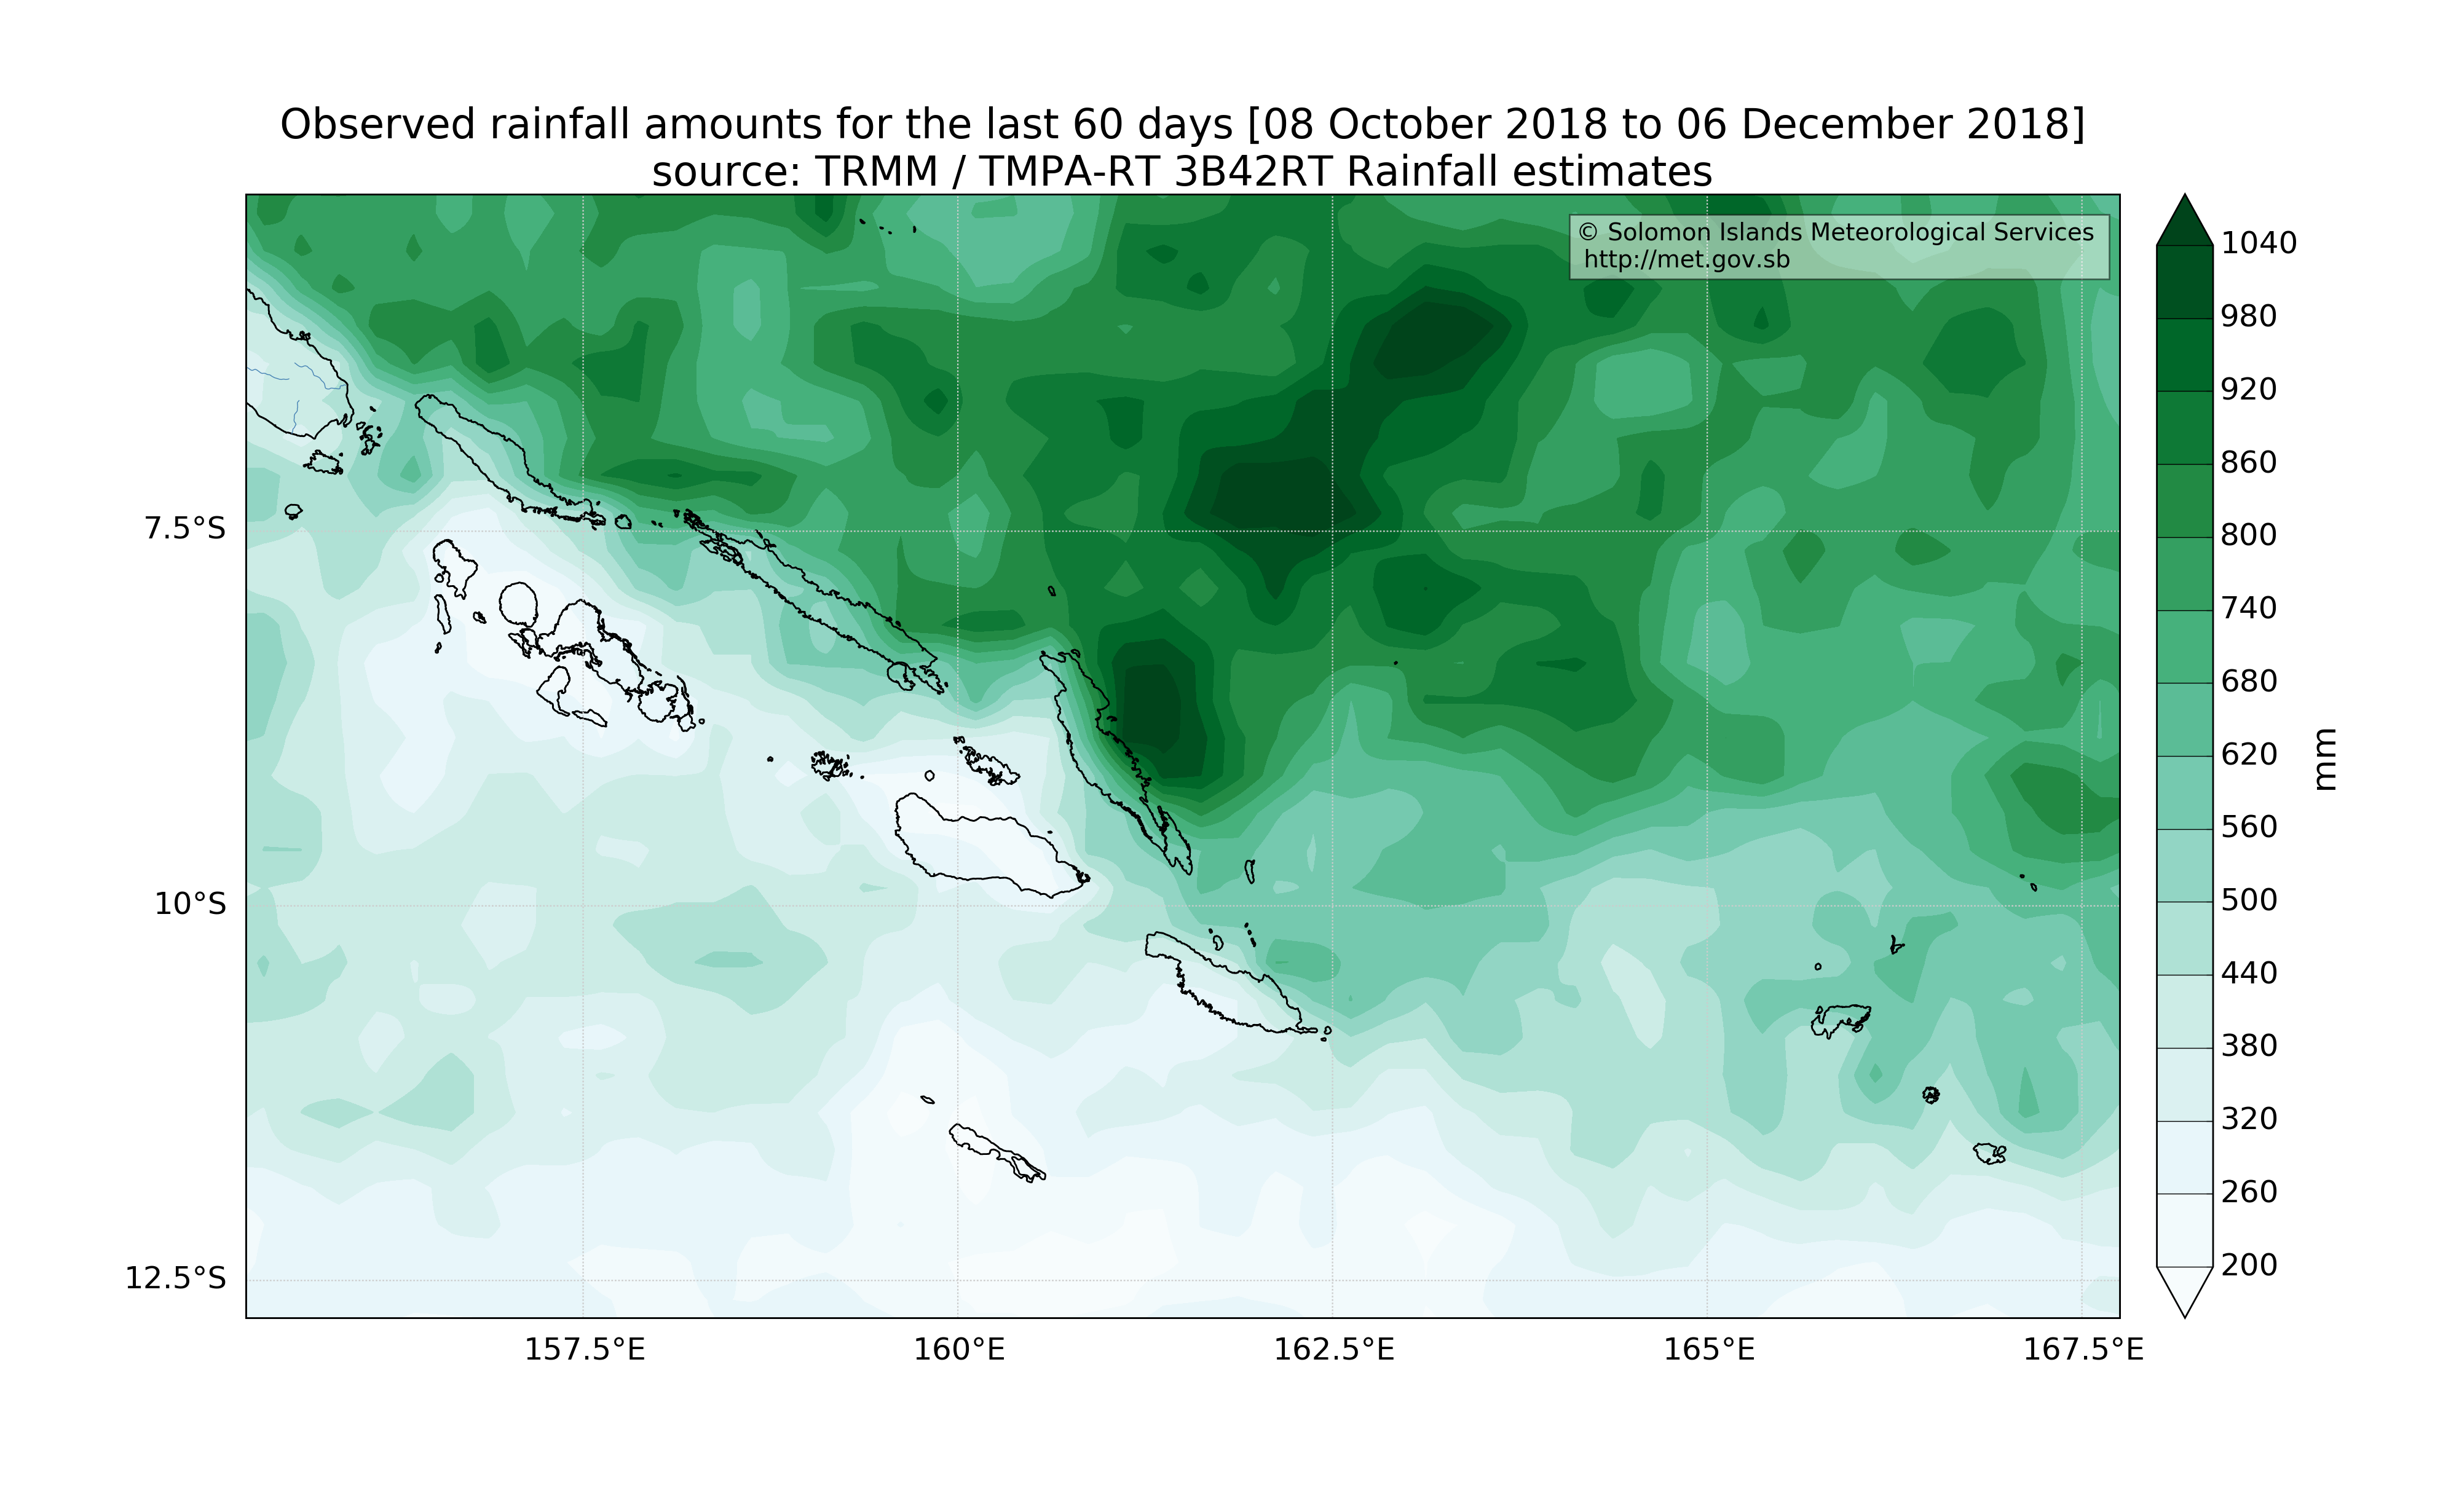 Observed rainfall amounts for the last 60 days [08 October 2018 to 06 December 2018]
source: TRMM / TMPA-RT 3B42RT Rainfall estimates
© Solomon Islands Meteorological Services
http://met.gov.sb
7.5°S
10°S
12.5°S
157.5°E
160°E
162.5°E
165°E
167.5°E
1040
980
920
860
800
740
680
620
560
500
440
380
320
260
200
mm